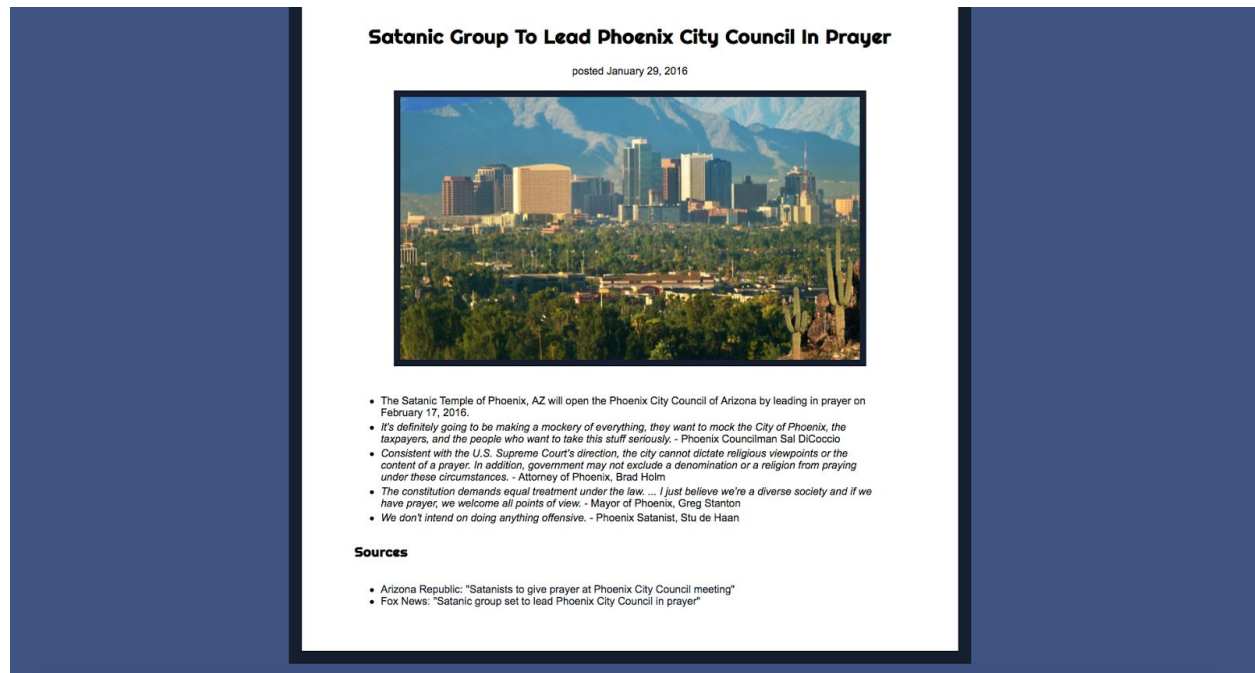 Satanic Group To Lead Phoenix City Council In Prayer
posted January 29, 2016
• The Satanic Temple of Phoenix, AZ will open the Phoenix City Council of Arizona by leading in prayer on
February 17, 2016.
• It's definitely going to be making a mockery of everything, they want to mock the City of Phoenix, the
taxpayers, and the people who want to take this stuff seriously. - Phoenix Councilman Sal DiCoccio
• Consistent with the U.S. Supreme Court's direction, the city cannot dictate religious viewpoints or the
content of a prayer. In addition, government may not exclude a denomination or a religion from praying
under these circumstances. - Attorney of Phoenix, Brad Holm
• The constitution demands equal treatment under the law. ... I just believe we're a diverse society and if we
have prayer, we welcome all points of view. - Mayor of Phoenix, Greg Stanton
• We don't intend on doing anything offensive. - Phoenix Satanist, Stu de Haan
Sources
• Arizona Republic: "Satanists to give prayer at Phoenix City Council meeting"
• Fox News: "Satanic group set to lead Phoenix City Council in prayer"